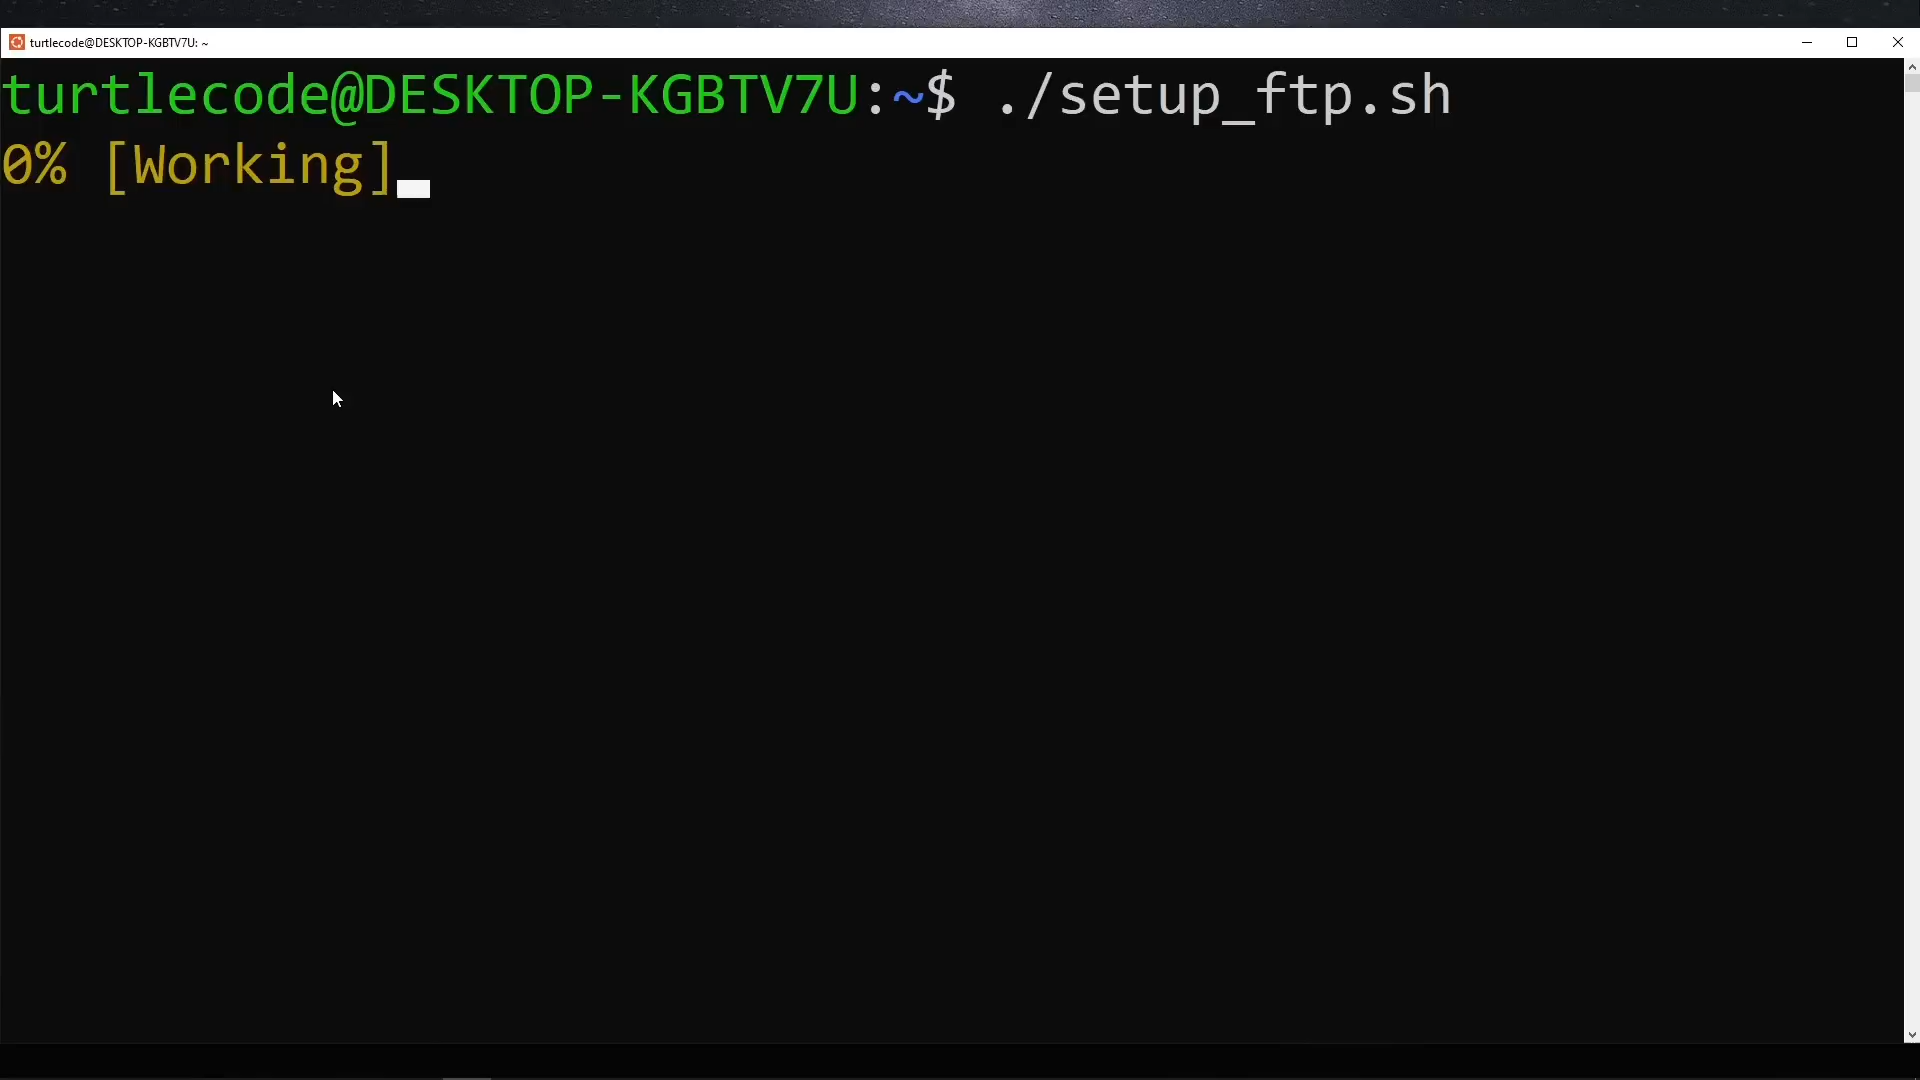 turtlecode@DESKTOP-KGBTV7U: ~
turtlecode@DESKTOP-KGBTV7U:~$ ./setup_ftp.sh
0% [Working]